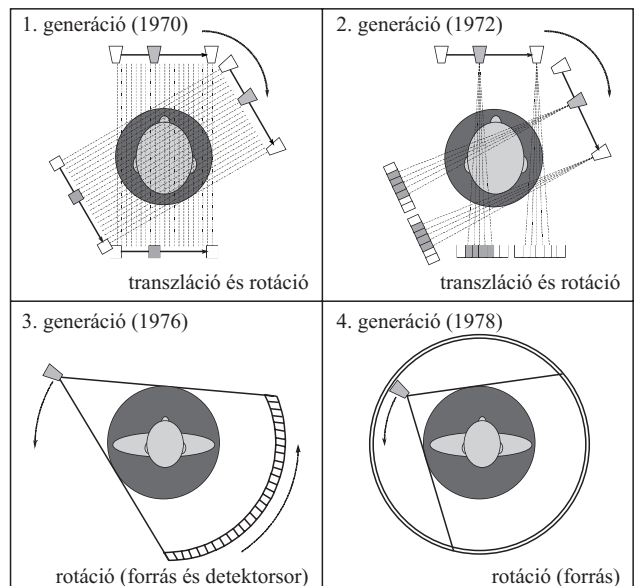 1. generáció (1970)
transzláció és rotáció
2. generáció (1972)
transzláció és rotáció
3. generáció (1976)
rotáció (forrás és detektorsor)
4. generáció (1978)
rotáció (forrás)